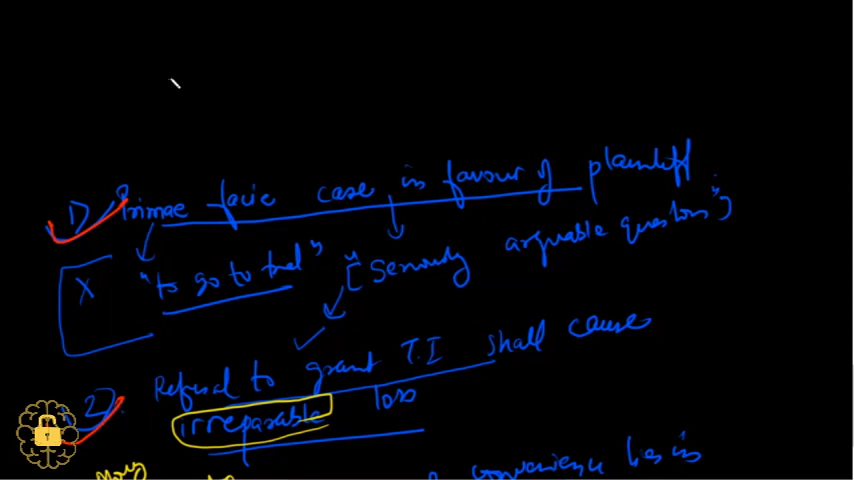 1) Primae facie case in favour of plaintiff
X "to go to trial" ["Seriously arguable questions"]
2). Refusal to grant T.I shall cause
irreparable loss
convenience lies in